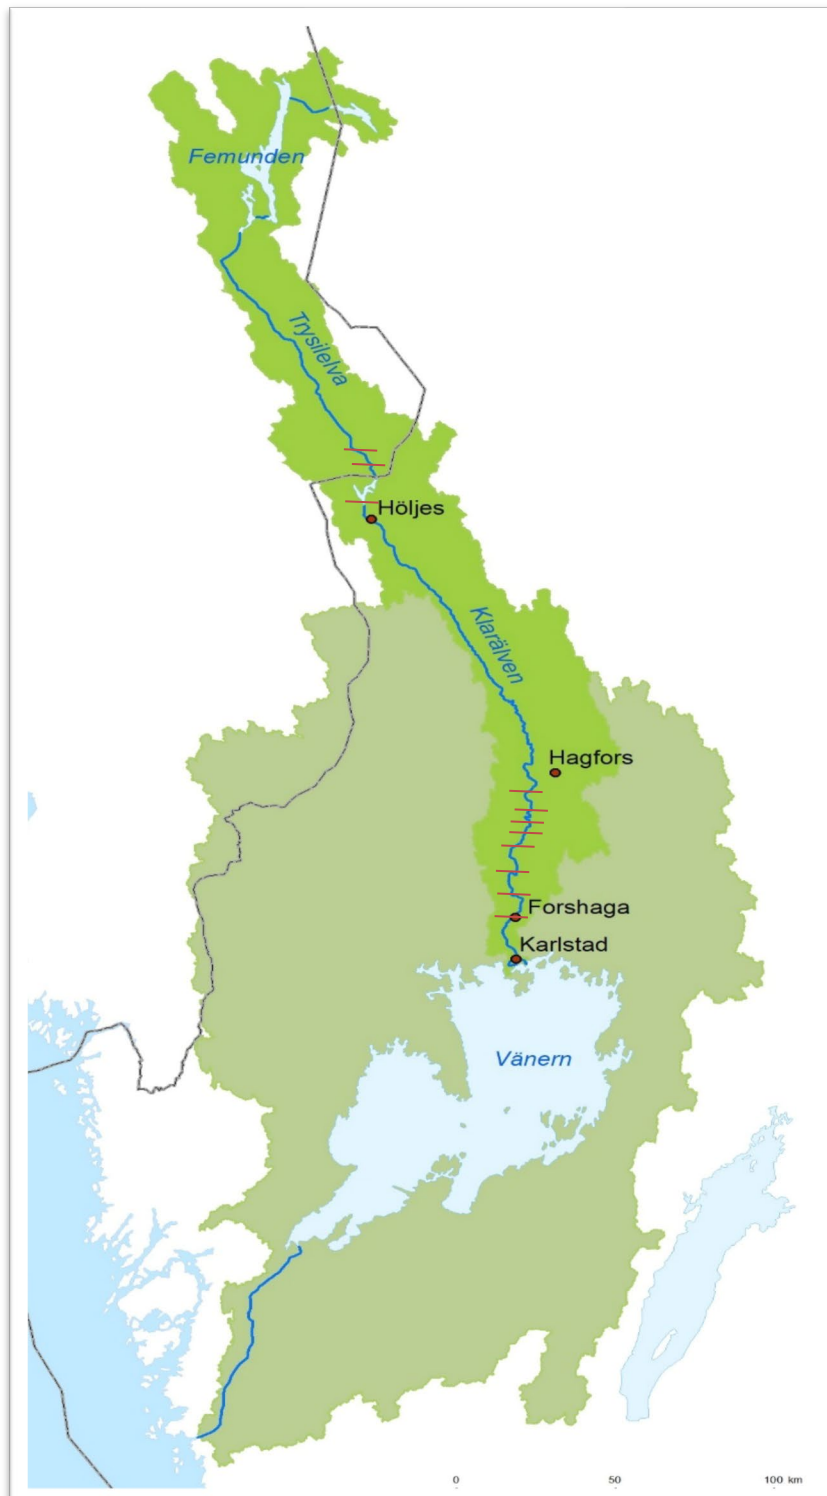 Femunden
Trysilelva
Höljes
Klarälven
Hagfors
Forshaga
Karlstad
Vänern
0 50 100 km